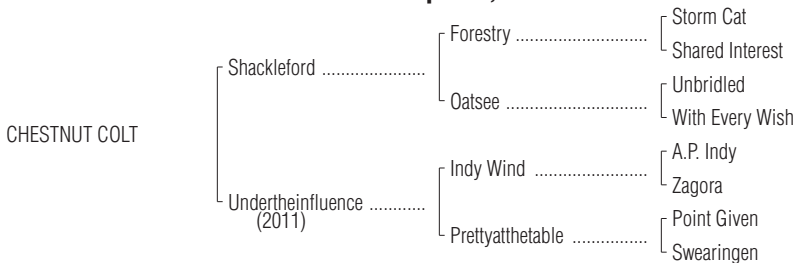 Storm Cat
Forestry
Shared Interest
Shackleford
Unbridled
Oatsee
With Every Wish
CHESTNUT COLT
A.P. Indy
Indy Wind
Zagora
Undertheinfluence
(2011)
Point Given
Prettyatthetable
Swearingen